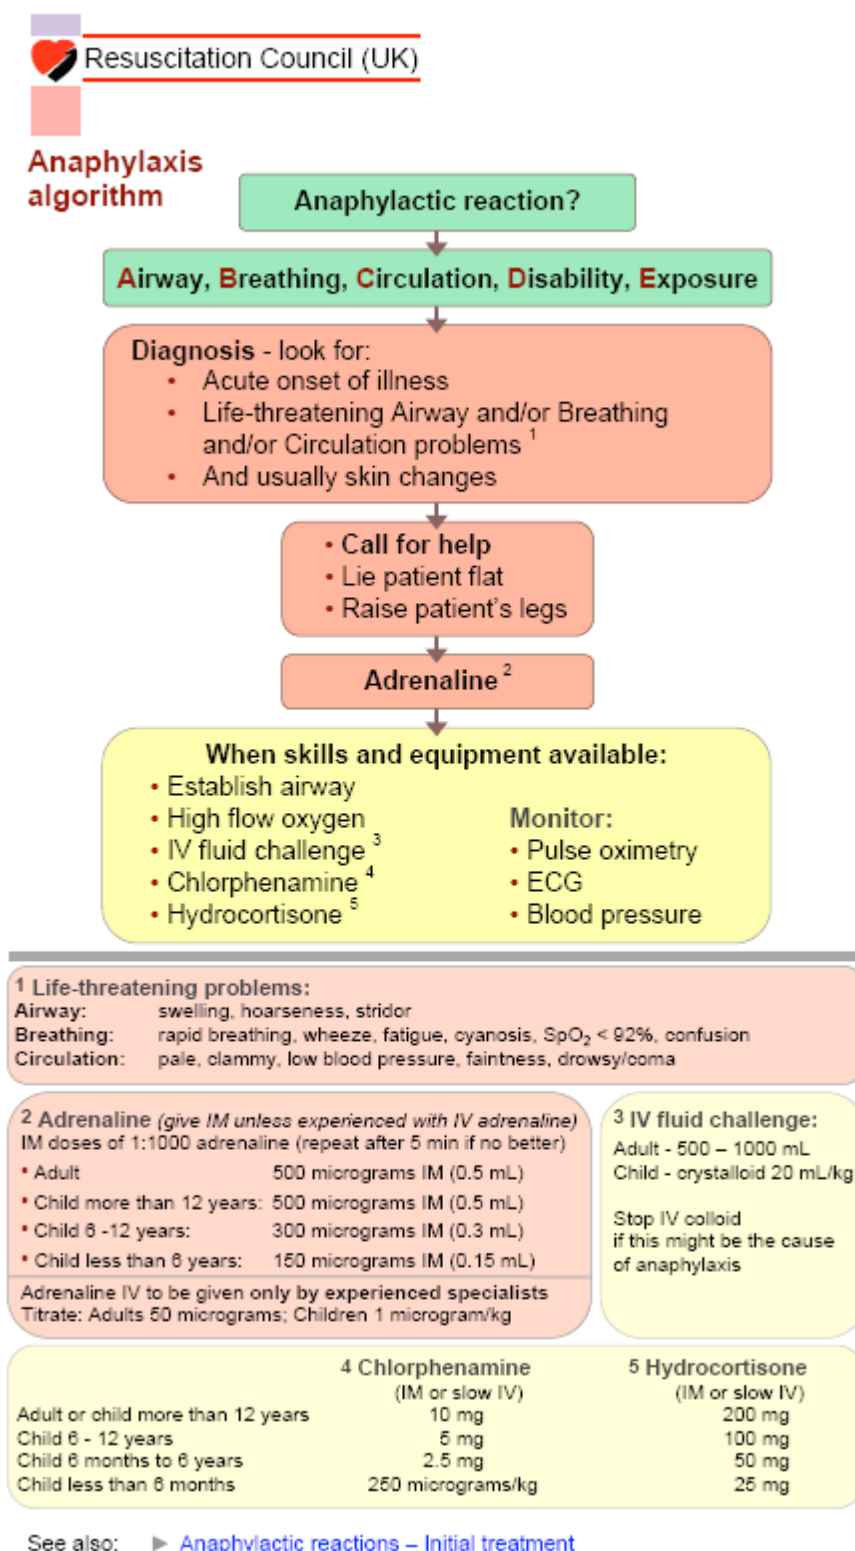 Resuscitation Council (UK)
Anaphylaxis
algorithm
Anaphylactic reaction?
Airway, Breathing, Circulation, Disability, Exposure
Diagnosis - look for:
• Acute onset of illness
• Life-threatening Airway and/or Breathing
and/or Circulation problems 1
• And usually skin changes
• Call for help
• Lie patient flat
• Raise patient's legs
Adrenaline 2
When skills and equipment available:
• Establish airway
• High flow oxygen
• IV fluid challenge 3
• Chlorphenamine 4
• Hydrocortisone 5
Monitor:
• Pulse oximetry
• ECG
• Blood pressure
1 Life-threatening problems:
Airway: swelling, hoarseness, stridor
Breathing: rapid breathing, wheeze, fatigue, cyanosis, SpO₂ < 92%, confusion
Circulation: pale, clammy, low blood pressure, faintness, drowsy/coma
2 Adrenaline (give IM unless experienced with IV adrenaline)
IM doses of 1:1000 adrenaline (repeat after 5 min if no better)
• Adult 500 micrograms IM (0.5 mL)
• Child more than 12 years: 500 micrograms IM (0.5 mL)
• Child 6 -12 years: 300 micrograms IM (0.3 mL)
• Child less than 6 years: 150 micrograms IM (0.15 mL)
Adrenaline IV to be given only by experienced specialists
Titrate: Adults 50 micrograms; Children 1 microgram/kg
3 IV fluid challenge:
Adult - 500 – 1000 mL
Child - crystalloid 20 mL/kg
Stop IV colloid
if this might be the cause
of anaphylaxis
4 Chlorphenamine 5 Hydrocortisone
(IM or slow IV) (IM or slow IV)
Adult or child more than 12 years 10 mg 200 mg
Child 6 - 12 years 5 mg 100 mg
Child 6 months to 6 years 2.5 mg 50 mg
Child less than 6 months 250 micrograms/kg 25 mg
See also: ► Anaphylactic reactions – Initial treatment